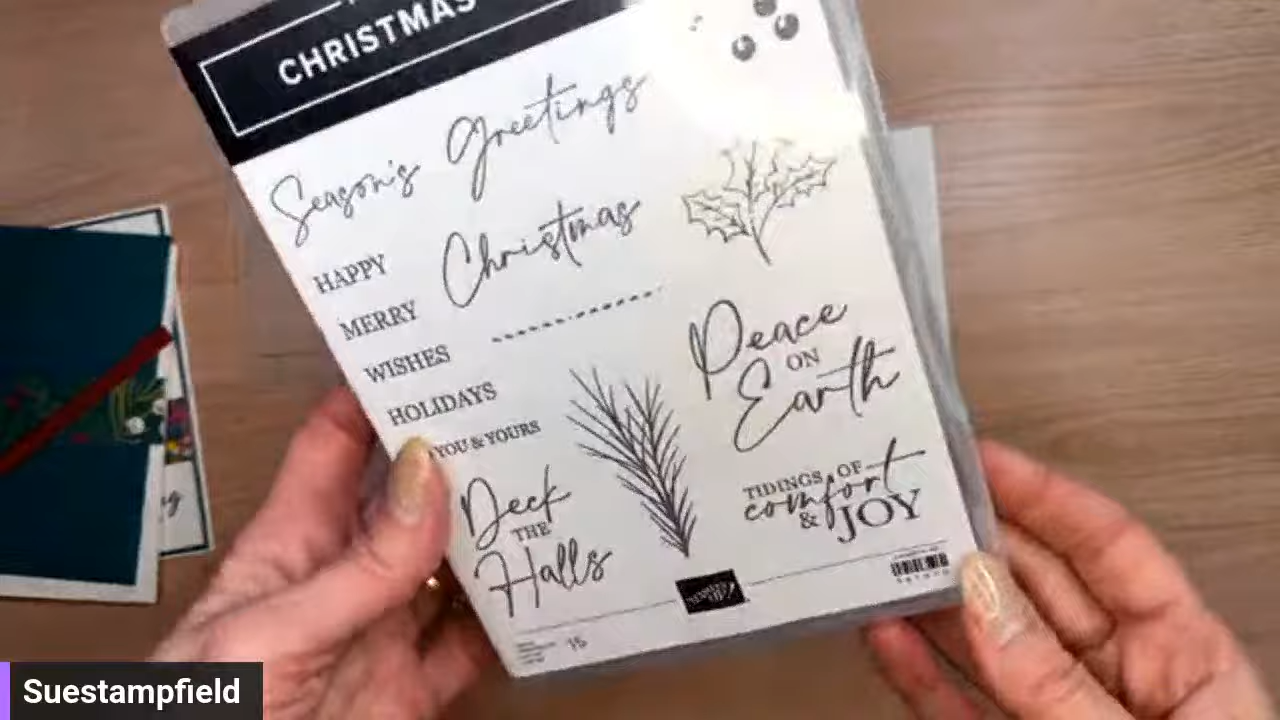 CHRISTMAS
Season's Greetings
HAPPY
MERRY
Christmas
WISHES
HOLIDAYS
YOU & YOURS
Deck
THE
Halls
Peace
ON
Earth
TIDINGS OF
comfort
& JOY
15
Suestampfield